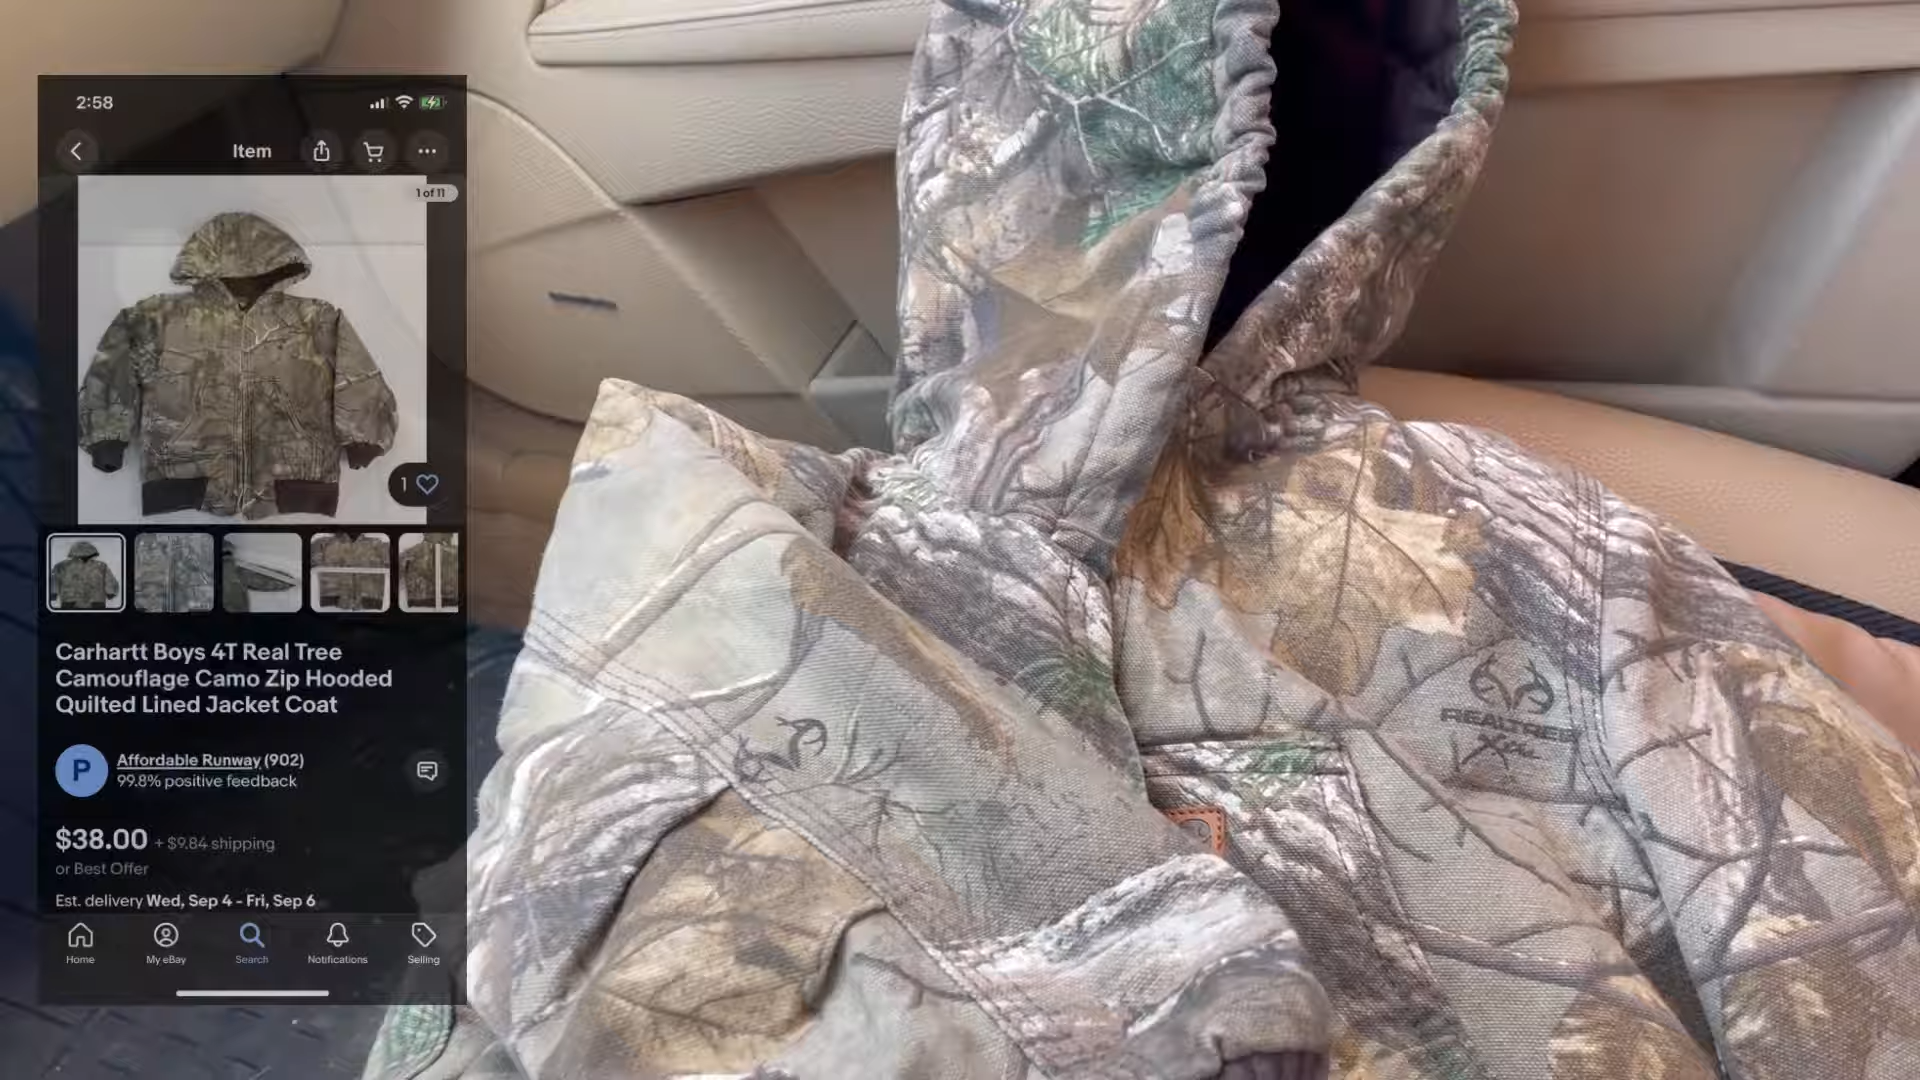 2:58
Item
1 of 11
1
Carhartt Boys 4T Real Tree
Camouflage Camo Zip Hooded
Quilted Lined Jacket Coat
P
Affordable Runway (902)
99.8% positive feedback
$38.00 + $9.84 shipping
or Best Offer
Est. delivery Wed, Sep 4 - Fri, Sep 6
Home
My eBay
Search
Notifications
Selling
REALTREE
Xtra